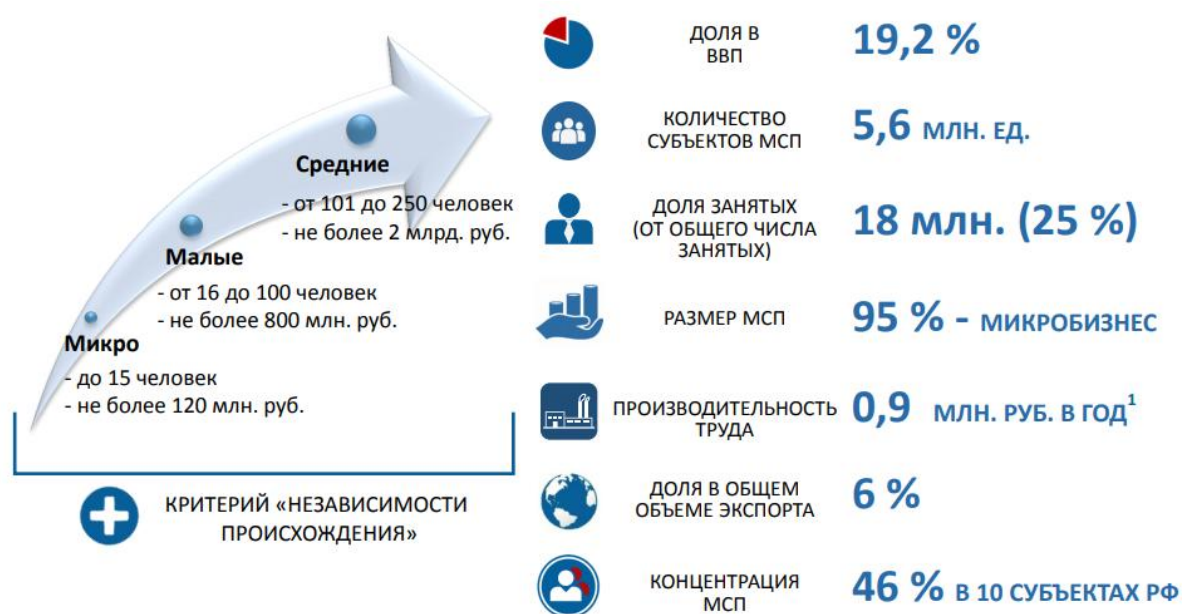 Средние
- от 101 до 250 человек
- не более 2 млрд. руб.
Малые
- от 16 до 100 человек
- не более 800 млн. руб.
Микро
- до 15 человек
- не более 120 млн. руб.
КРИТЕРИЙ «НЕЗАВИСИМОСТИ
ПРОИСХОЖДЕНИЯ»
ДОЛЯ В
ВВП
19,2 %
КОЛИЧЕСТВО
СУБЪЕКТОВ МСП
5,6 МЛН. ЕД.
ДОЛЯ ЗАНЯТЫХ
(ОТ ОБЩЕГО ЧИСЛА
ЗАНЯТЫХ)
18 млн. (25 %)
РАЗМЕР МСП
95 % - МИКРОБИЗНЕС
ПРОИЗВОДИТЕЛЬНОСТЬ
ТРУДА
0,9 МЛН. РУБ. В ГОД¹
ДОЛЯ В ОБЩЕМ
ОБЪЕМЕ ЭКСПОРТА
6 %
КОНЦЕНТРАЦИЯ
МСП
46 % В 10 СУБЪЕКТАХ РФ